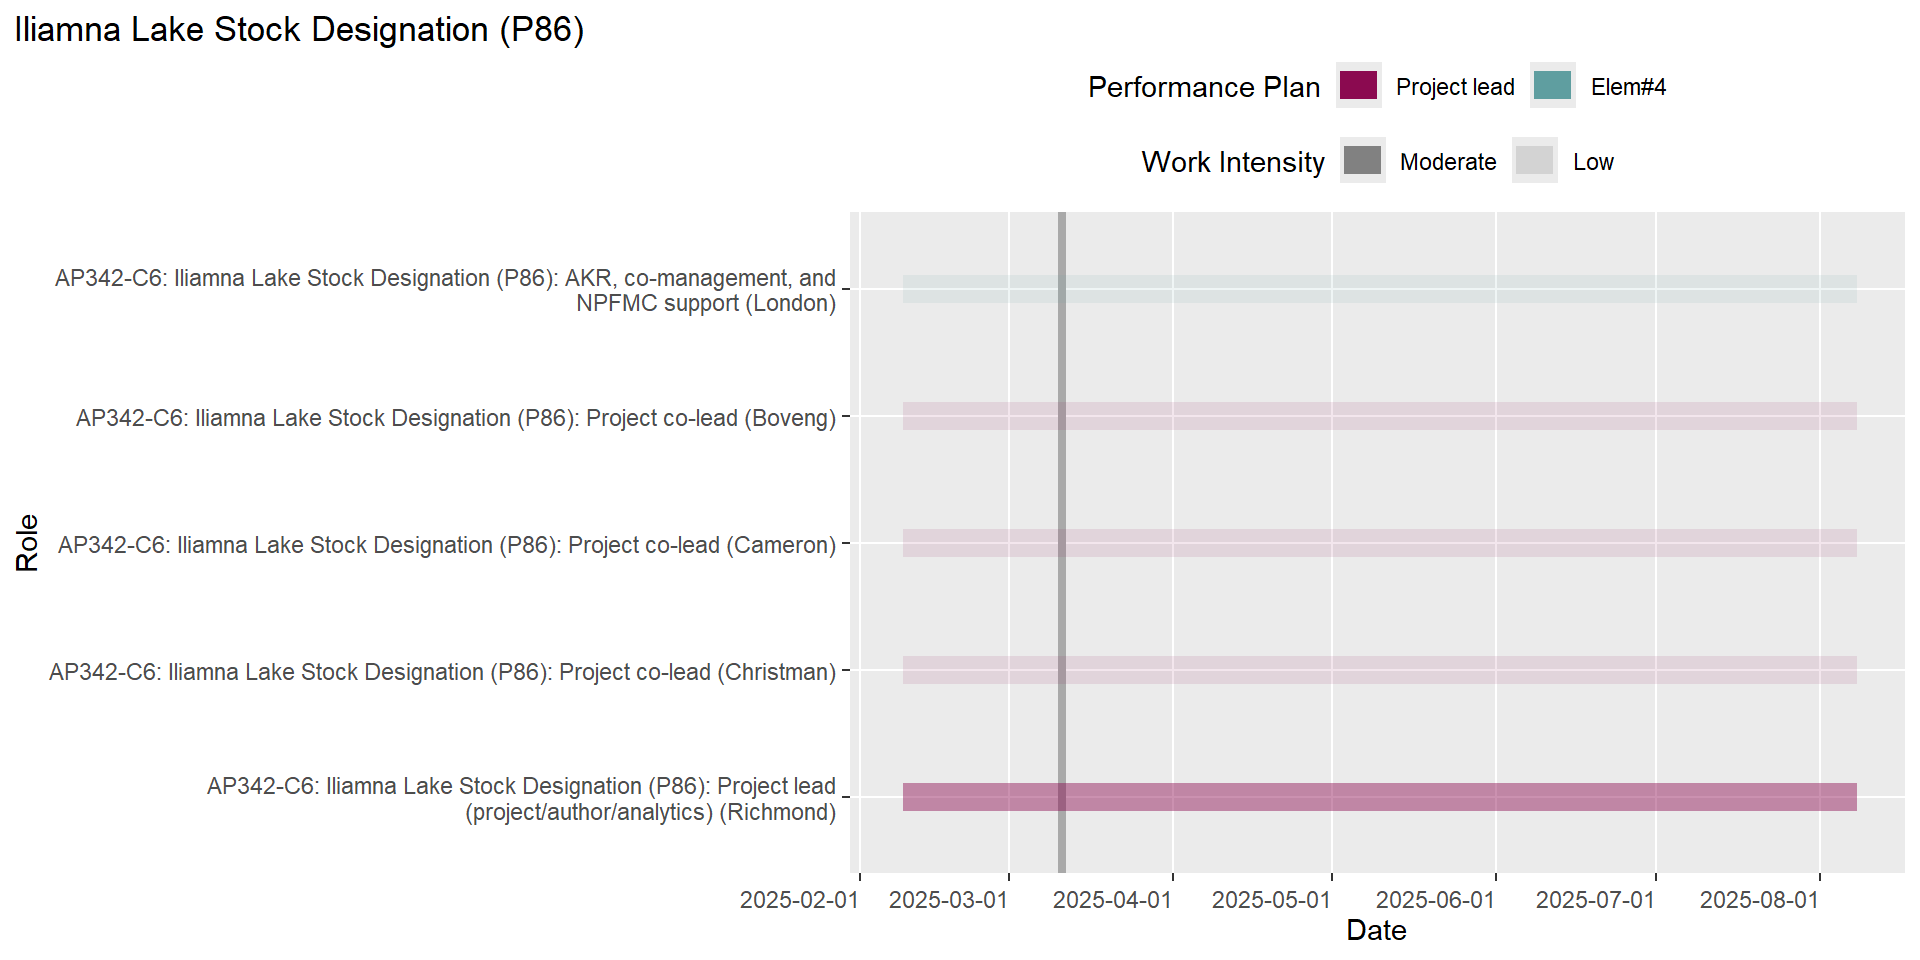 Iliamna Lake Stock Designation (P86)
Performance Plan Project lead Elem#4
Work Intensity Moderate Low
AP342-C6: Iliamna Lake Stock Designation (P86): AKR, co-management, and
NPFMC support (London)
AP342-C6: Iliamna Lake Stock Designation (P86): Project co-lead (Boveng)
AP342-C6: Iliamna Lake Stock Designation (P86): Project co-lead (Cameron)
AP342-C6: Iliamna Lake Stock Designation (P86): Project co-lead (Christman)
AP342-C6: Iliamna Lake Stock Designation (P86): Project lead
(project/author/analytics) (Richmond)
Role
2025-02-01 2025-03-01 2025-04-01 2025-05-01 2025-06-01 2025-07-01 2025-08-01
Date